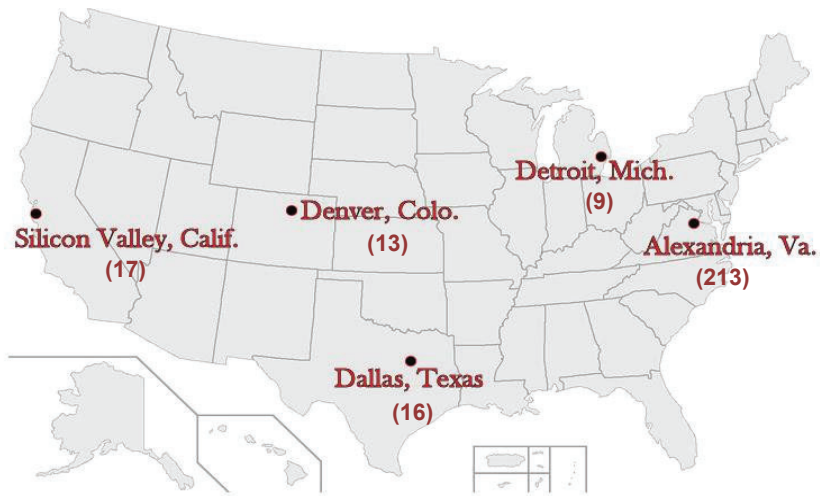 Detroit, Mich.
(9)
Denver, Colo.
(13)
Silicon Valley, Calif.
(17)
Alexandria, Va.
(213)
Dallas, Texas
(16)